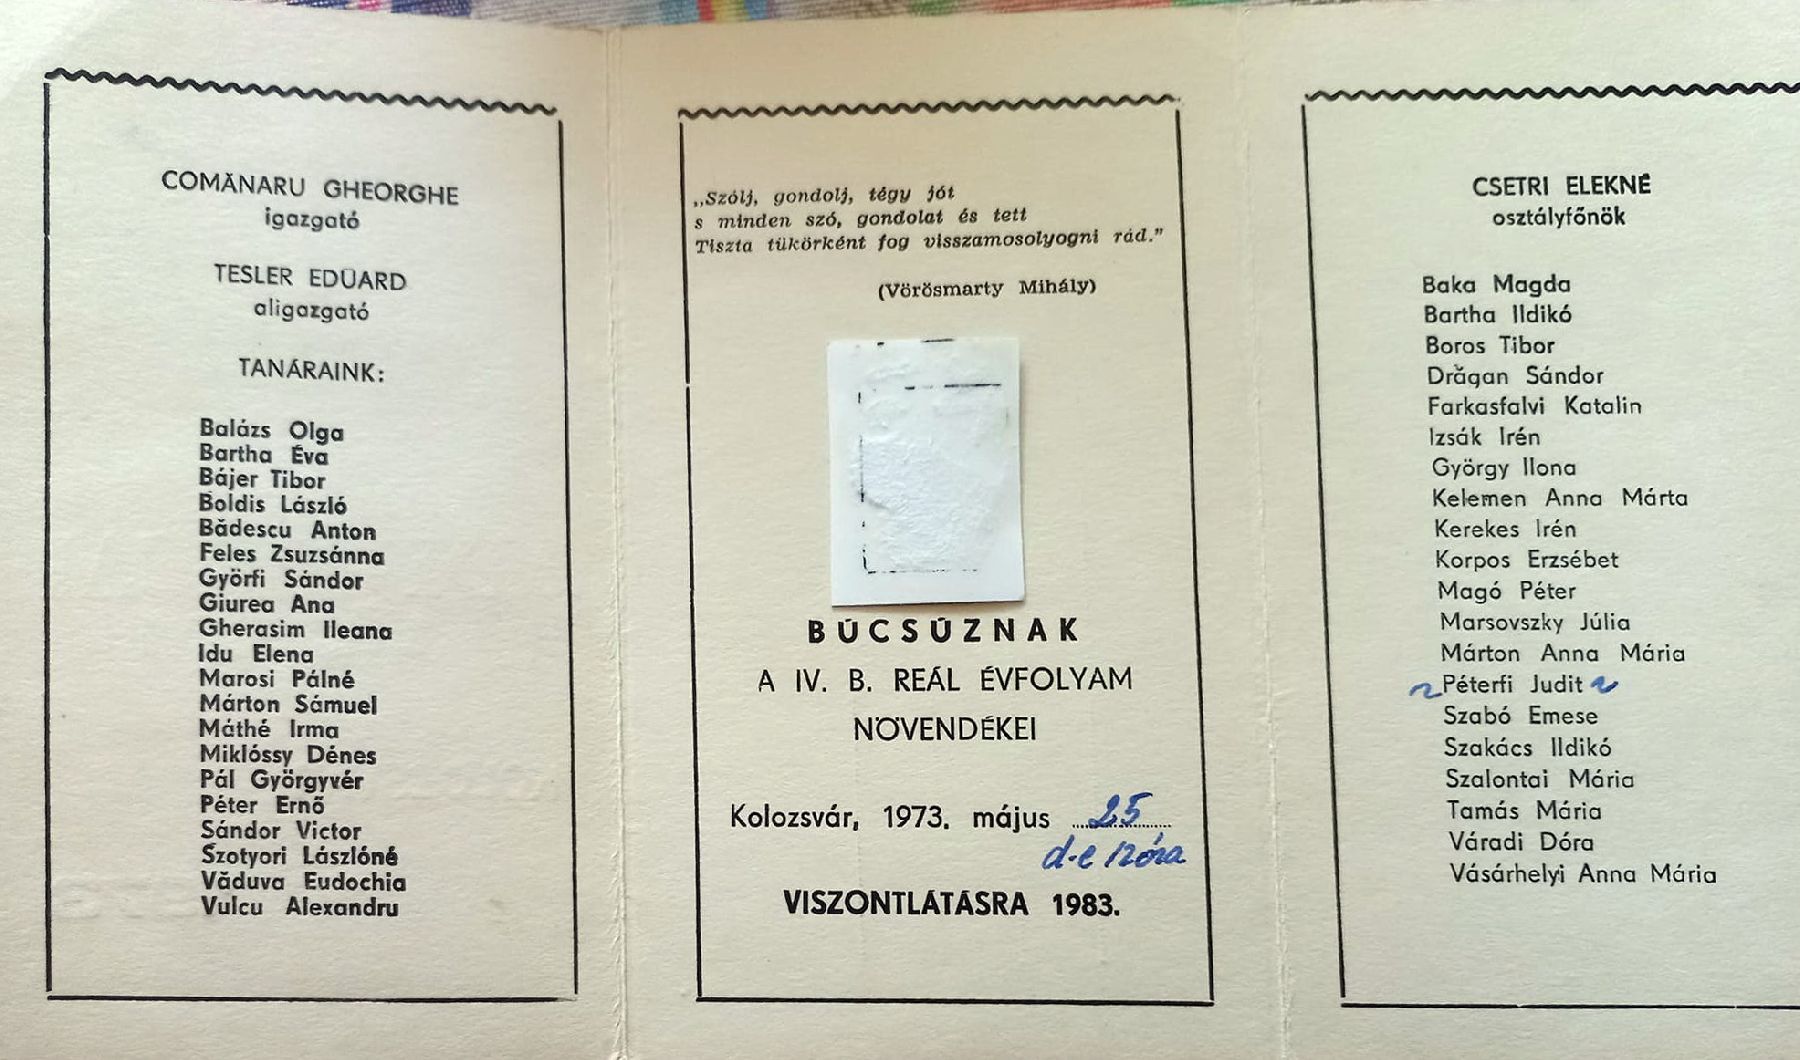 COMĂNARU GHEORGHE
igazgató
TESLER EDUARD
aligazgató
TANÁRAINK:
Balázs Olga
Bartha Éva
Bájer Tibor
Boldis László
Bădescu Anton
Feles Zsuzsánna
Györfi Sándor
Giurea Ana
Gherasim Ileana
Idu Elena
Marosi Pálné
Márton Sámuel
Máthé Irma
Miklóssy Dénes
Pál Györgyvér
Péter Ernő
Sándor Victor
Szotyori Lászlóné
Văduva Eudochia
Vulcu Alexandru
„Szólj, gondolj, tégy jót
s minden szó, gondolat és tett
Tiszta tükörként fog visszamosolyogni rád.”
(Vörösmarty Mihály)
BÚCSÚZNAK
A IV. B. REÁL ÉVFOLYAM
NÖVENDÉKEI
Kolozsvár, 1973. május 25
d-e 12 óra
VISZONTLÁTÁSRA 1983.
CSETRI ELEKNÉ
osztályfőnök
Baka Magda
Bartha Ildikó
Boros Tibor
Drăgan Sándor
Farkasfalvi Katalin
Izsák Irén
György Ilona
Kelemen Anna Márta
Kerekes Irén
Korpos Erzsébet
Magó Péter
Marsovszky Júlia
Márton Anna Mária
Péterfi Judit
Szabó Emese
Szakács Ildikó
Szalontai Mária
Tamás Mária
Váradi Dóra
Vásárhelyi Anna Mária